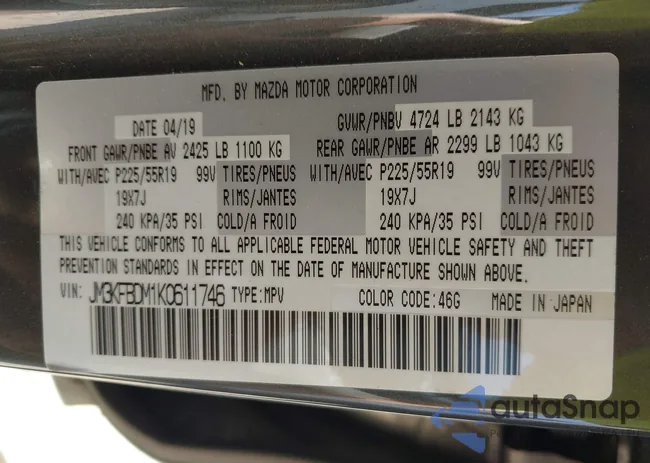 MFD. BY MAZDA MOTOR CORPORATION
DATE 04/19 GVWR/PNBV 4724 LB 2143 KG
FRONT GAWR/PNBE AV 2425 LB 1100 KG REAR GAWR/PNBE AR 2299 LB 1043 KG
WITH/AVEC P225/55R19 99V TIRES/PNEUS WITH/AVEC P225/55R19 99V TIRES/PNEUS
19X7J RIMS/JANTES 19X7J RIMS/JANTES
240 KPA/35 PSI COLD/A FROID 240 KPA/35 PSI COLD/A FROID
THIS VEHICLE CONFORMS TO ALL APPLICABLE FEDERAL MOTOR VEHICLE SAFETY AND THEFT
PREVENTION STANDARDS IN EFFECT ON THE DATE OF MANUFACTURE SHOWN ABOVE.
VIN: JM3KFBDM1K0611746 TYPE:MPV COLOR CODE:46G MADE IN JAPAN
autoSnap